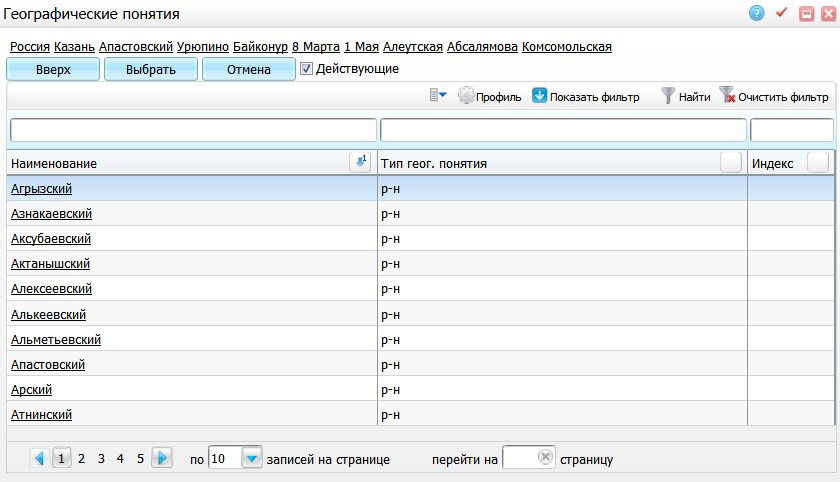 Географические понятия
Россия Казань Апастовский Урюпино Байконур 8 Марта 1 Мая Алеутская Абсалямова Комсомольская
Вверх Выбрать Отмена Действующие
Профиль Показать фильтр Найти Очистить фильтр
Наименование 1 Тип геог. понятия Индекс
Агрызский р-н
Азнакаевский р-н
Аксубаевский р-н
Актанышский р-н
Алексеевский р-н
Алькеевский р-н
Альметьевский р-н
Апастовский р-н
Арский р-н
Атнинский р-н
1 2 3 4 5 по 10 записей на странице перейти на страницу